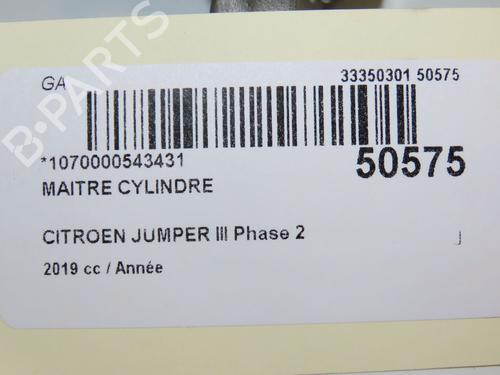 GA
33350301 50575
*1070000543431
50575
MAITRE CYLINDRE
CITROEN JUMPER III Phase 2
2019 cc / Année
B-PARTS